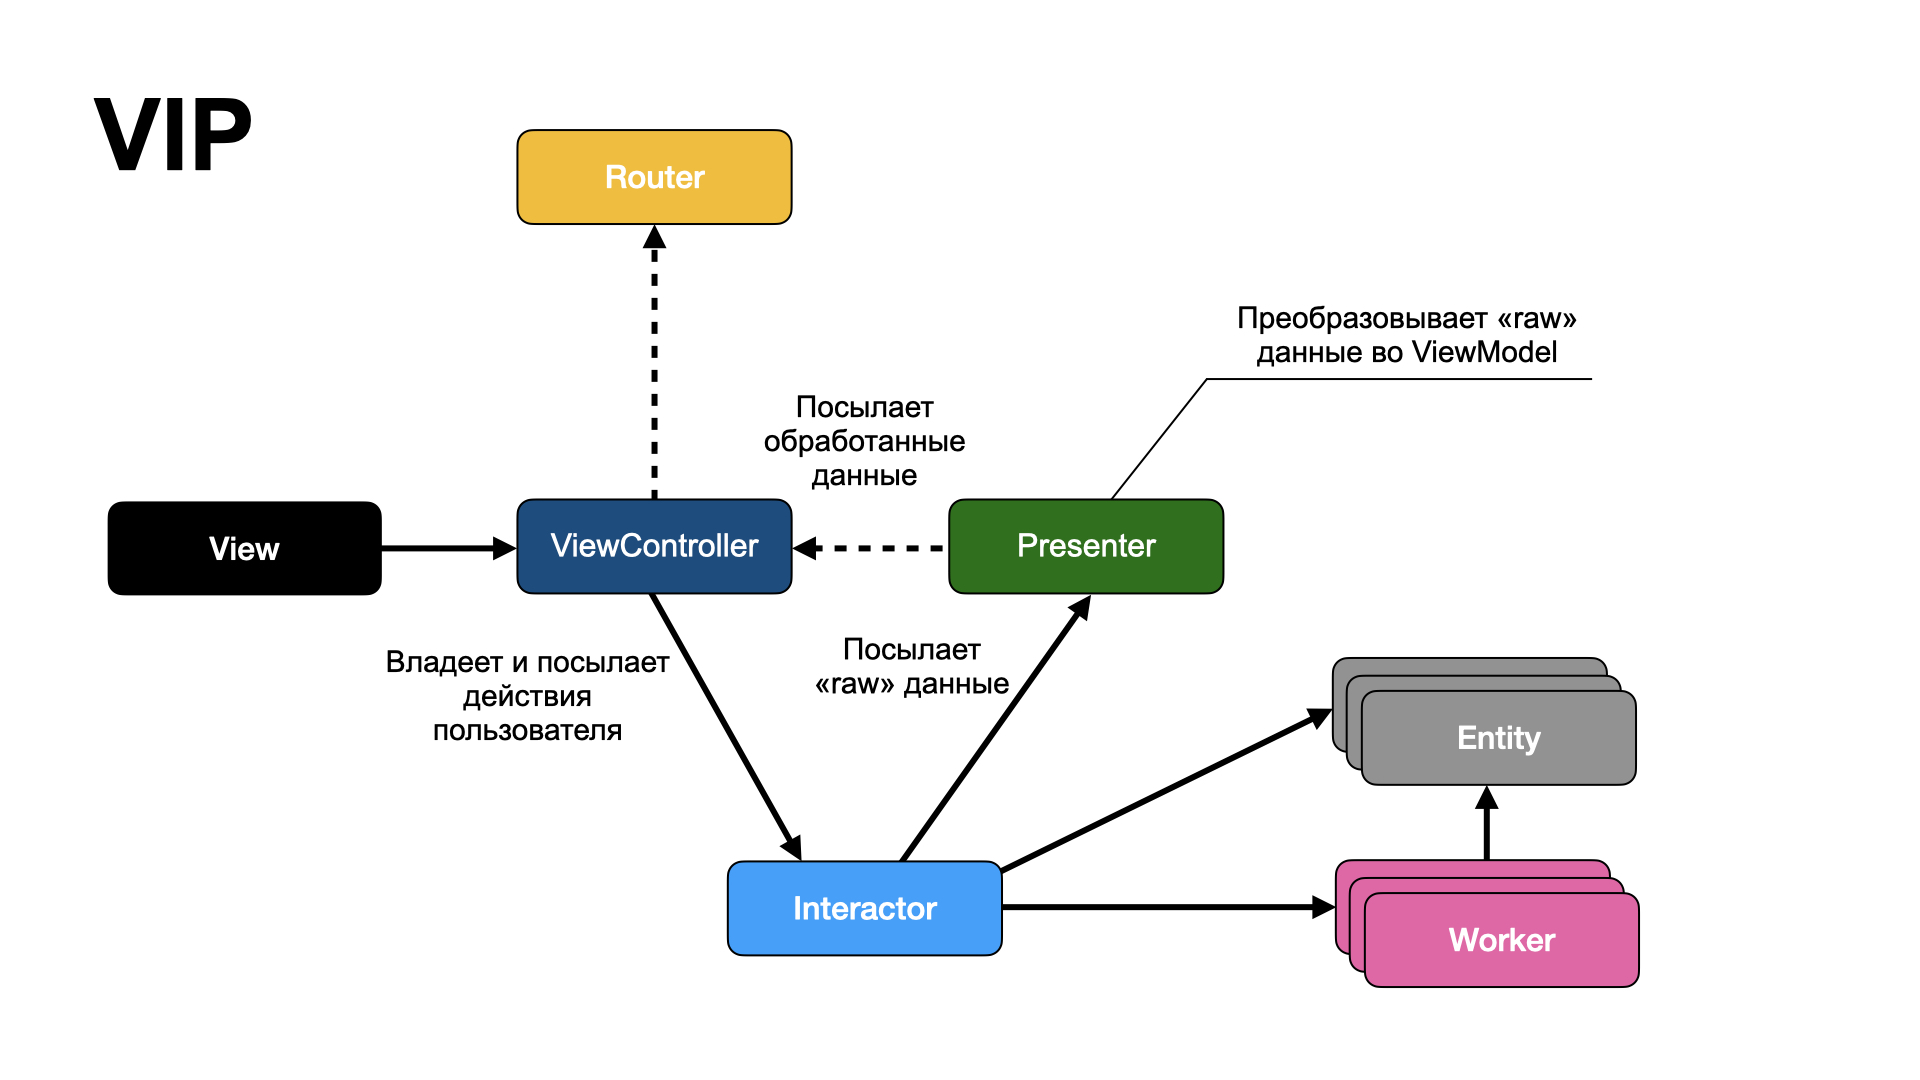 VIP
Router
Преобразовывает «raw»
данные во ViewModel
Посылает
обработанные
данные
View
ViewController
Presenter
Владеет и посылает
действия
пользователя
Посылает
«raw» данные
Entity
Interactor
Worker